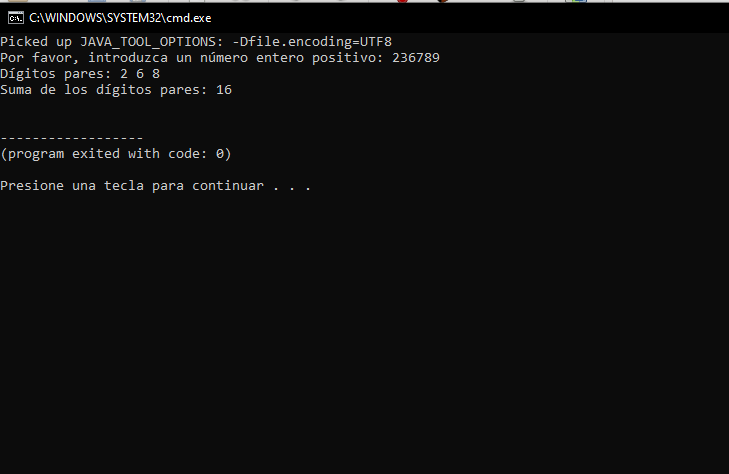 C:\WINDOWS\SYSTEM32\cmd.exe
Picked up JAVA_TOOL_OPTIONS: -Dfile.encoding=UTF8
Por favor, introduzca un número entero positivo: 236789
Dígitos pares: 2 6 8
Suma de los dígitos pares: 16
------------------
(program exited with code: 0)
Presione una tecla para continuar . . .